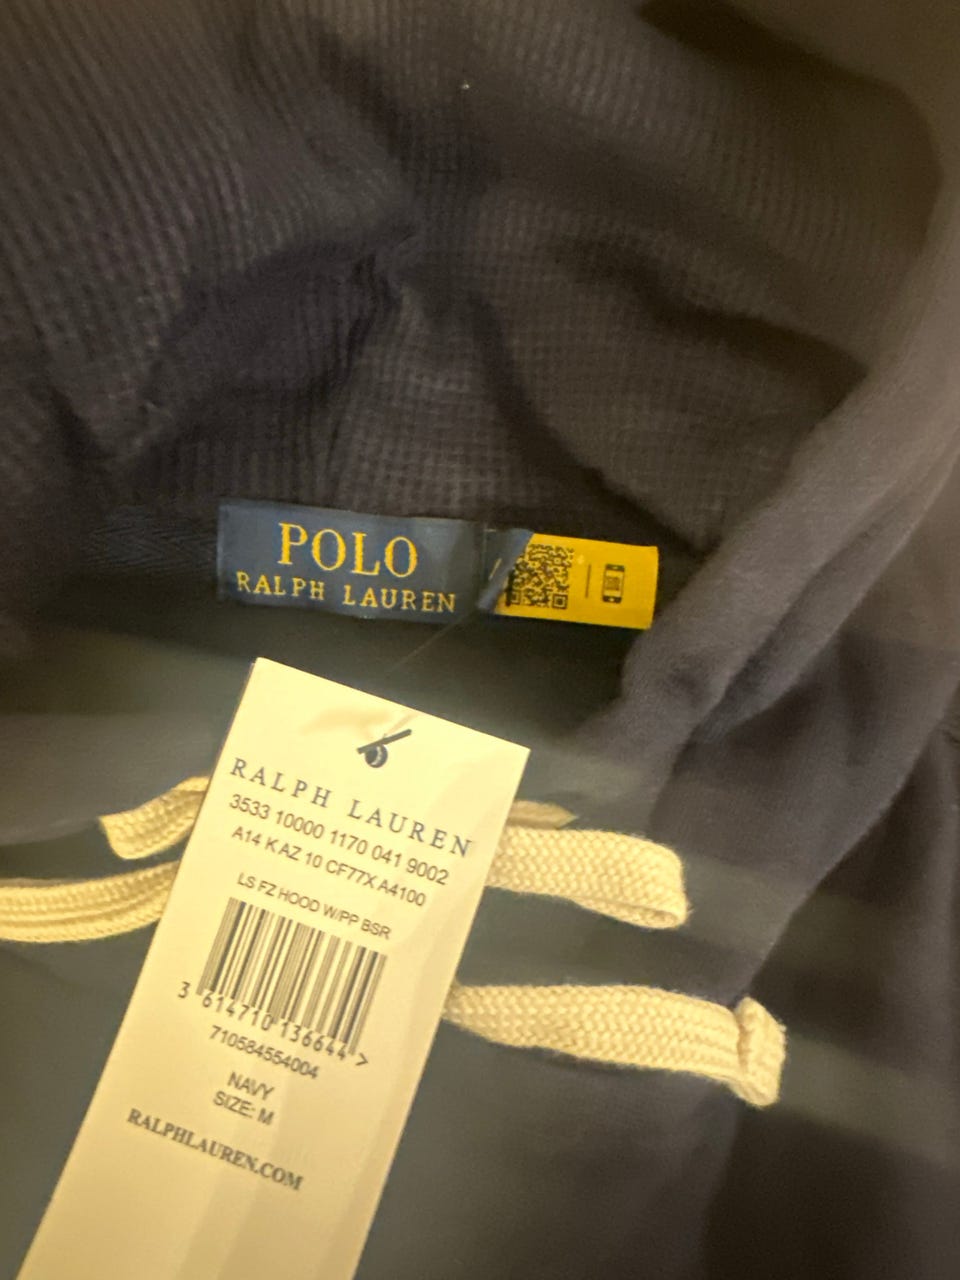 POLO
RALPH LAUREN
RALPH LAUREN
3533 10000 1170 041 9002
A14 KAZ 10 CF77X A4100
LS FZ HOOD W/PP BSR
3 614710 136644 >
710584554004
NAVY
SIZE: M
RALPHLAUREN.COM